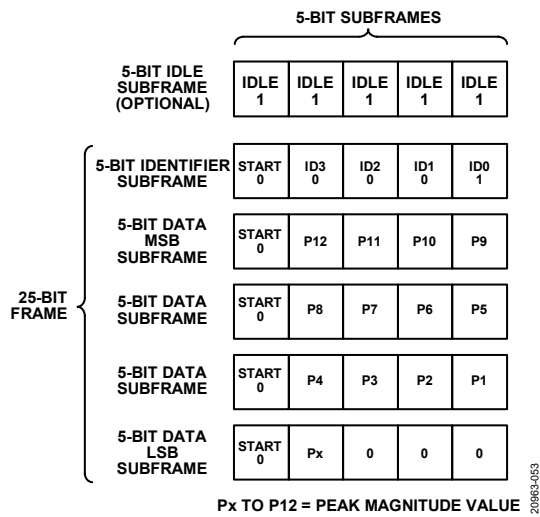 5-BIT SUBFRAMES
5-BIT IDLE
SUBFRAME
(OPTIONAL)
IDLE
1
IDLE
1
IDLE
1
IDLE
1
IDLE
1
25-BIT
FRAME
5-BIT IDENTIFIER
SUBFRAME
START
0
ID3
0
ID2
0
ID1
0
ID0
1
5-BIT DATA
MSB
SUBFRAME
START
0
P12
P11
P10
P9
5-BIT DATA
SUBFRAME
START
0
P8
P7
P6
P5
5-BIT DATA
SUBFRAME
START
0
P4
P3
P2
P1
5-BIT DATA
LSB
SUBFRAME
START
0
Px
0
0
0
Px TO P12 = PEAK MAGNITUDE VALUE
20963-053